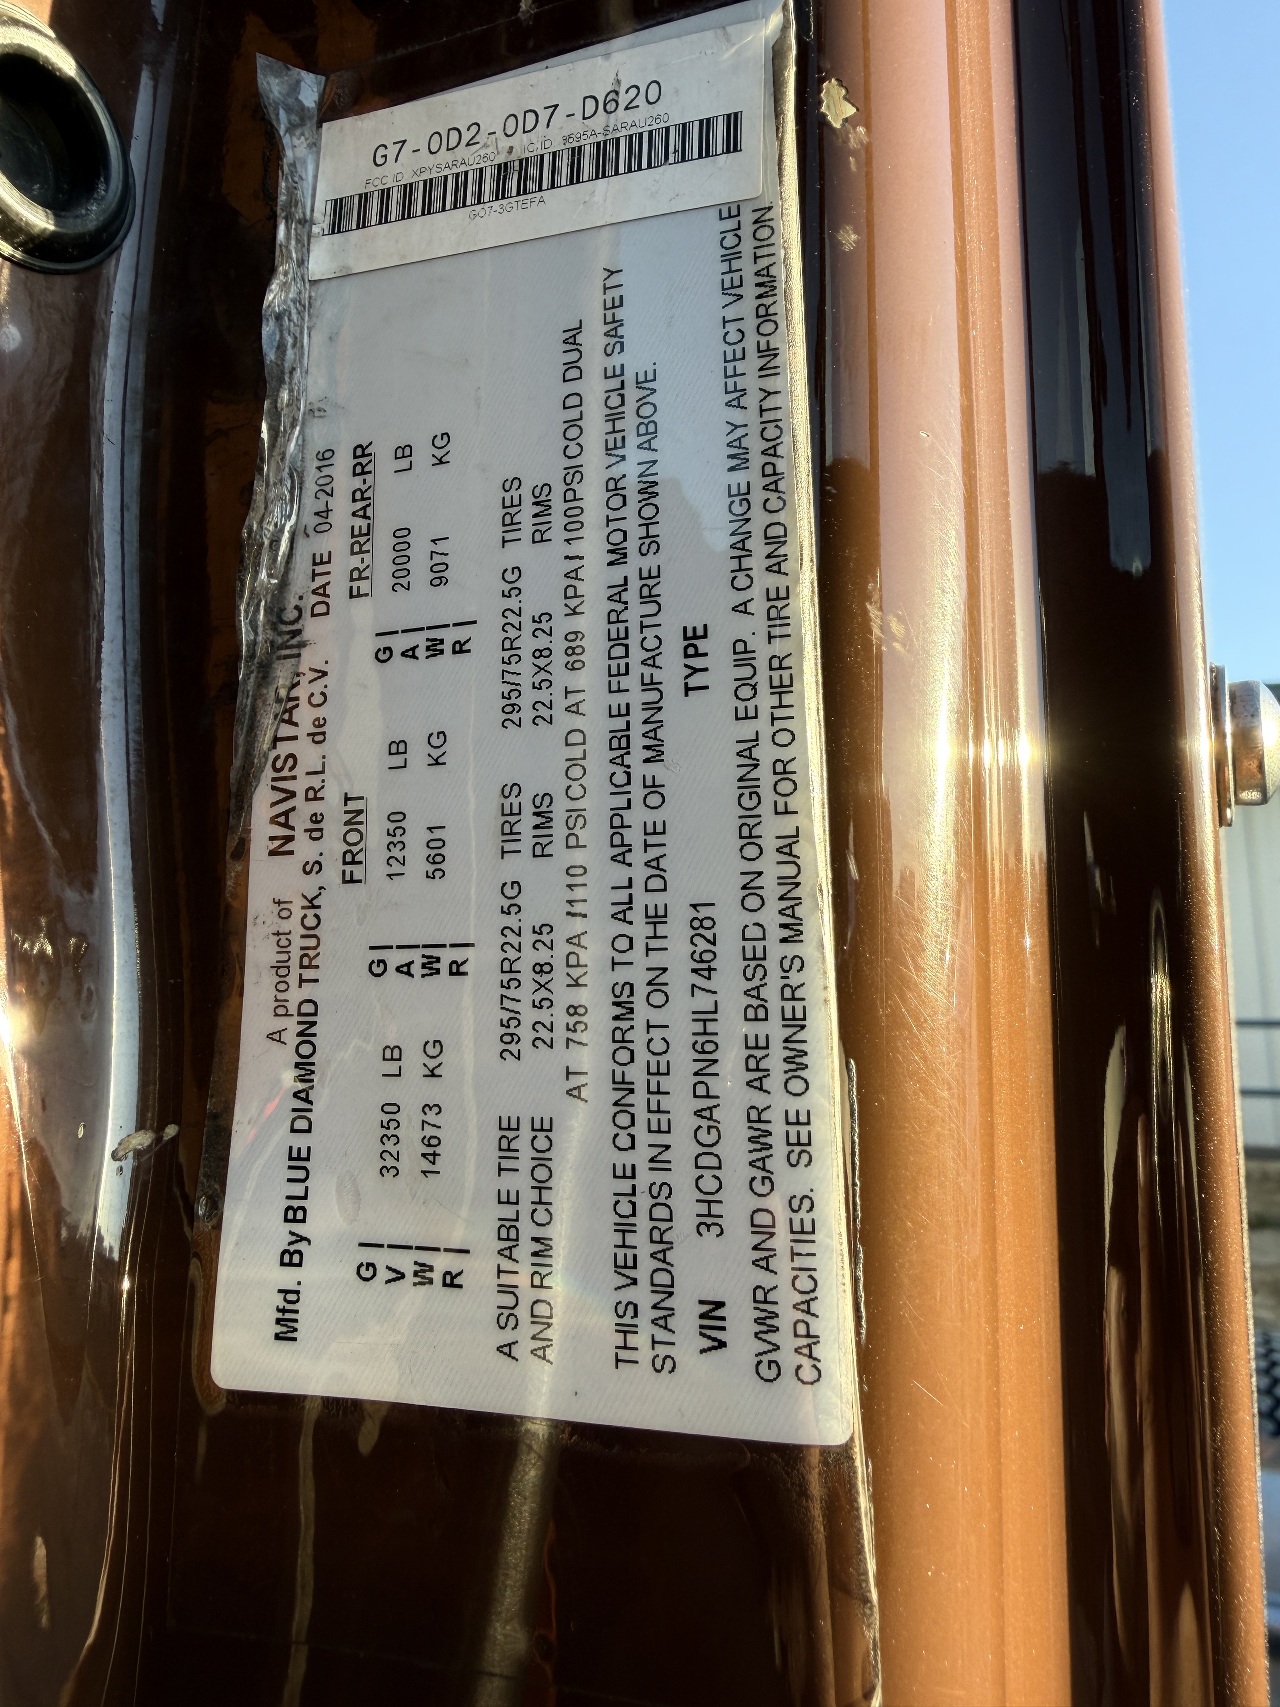 G7-0D2-0D7-D620
FCC ID XPYSARAU260 IC/ID 8595A-SARAU260
GO7-3GTEFA
A product of NAVISTAR, INC.
Mfd. By BLUE DIAMOND TRUCK, S. de R.L. de C.V. DATE 04-2016
FRONT FR-REAR-RR
GVWR 32350 LB GAWR 12350 LB GAWR 20000 LB
14673 KG 5601 KG 9071 KG
A SUITABLE TIRE 295/75R22.5G TIRES 295/75R22.5G TIRES
AND RIM CHOICE 22.5X8.25 RIMS 22.5X8.25 RIMS
AT 758 KPA /110 PSI COLD AT 689 KPA/ 100PSI COLD DUAL
THIS VEHICLE CONFORMS TO ALL APPLICABLE FEDERAL MOTOR VEHICLE SAFETY
STANDARDS IN EFFECT ON THE DATE OF MANUFACTURE SHOWN ABOVE.
VIN 3HCDGAPN6HL746281 TYPE
GVWR AND GAWR ARE BASED ON ORIGINAL EQUIP. A CHANGE MAY AFFECT VEHICLE
CAPACITIES. SEE OWNER'S MANUAL FOR OTHER TIRE AND CAPACITY INFORMATION